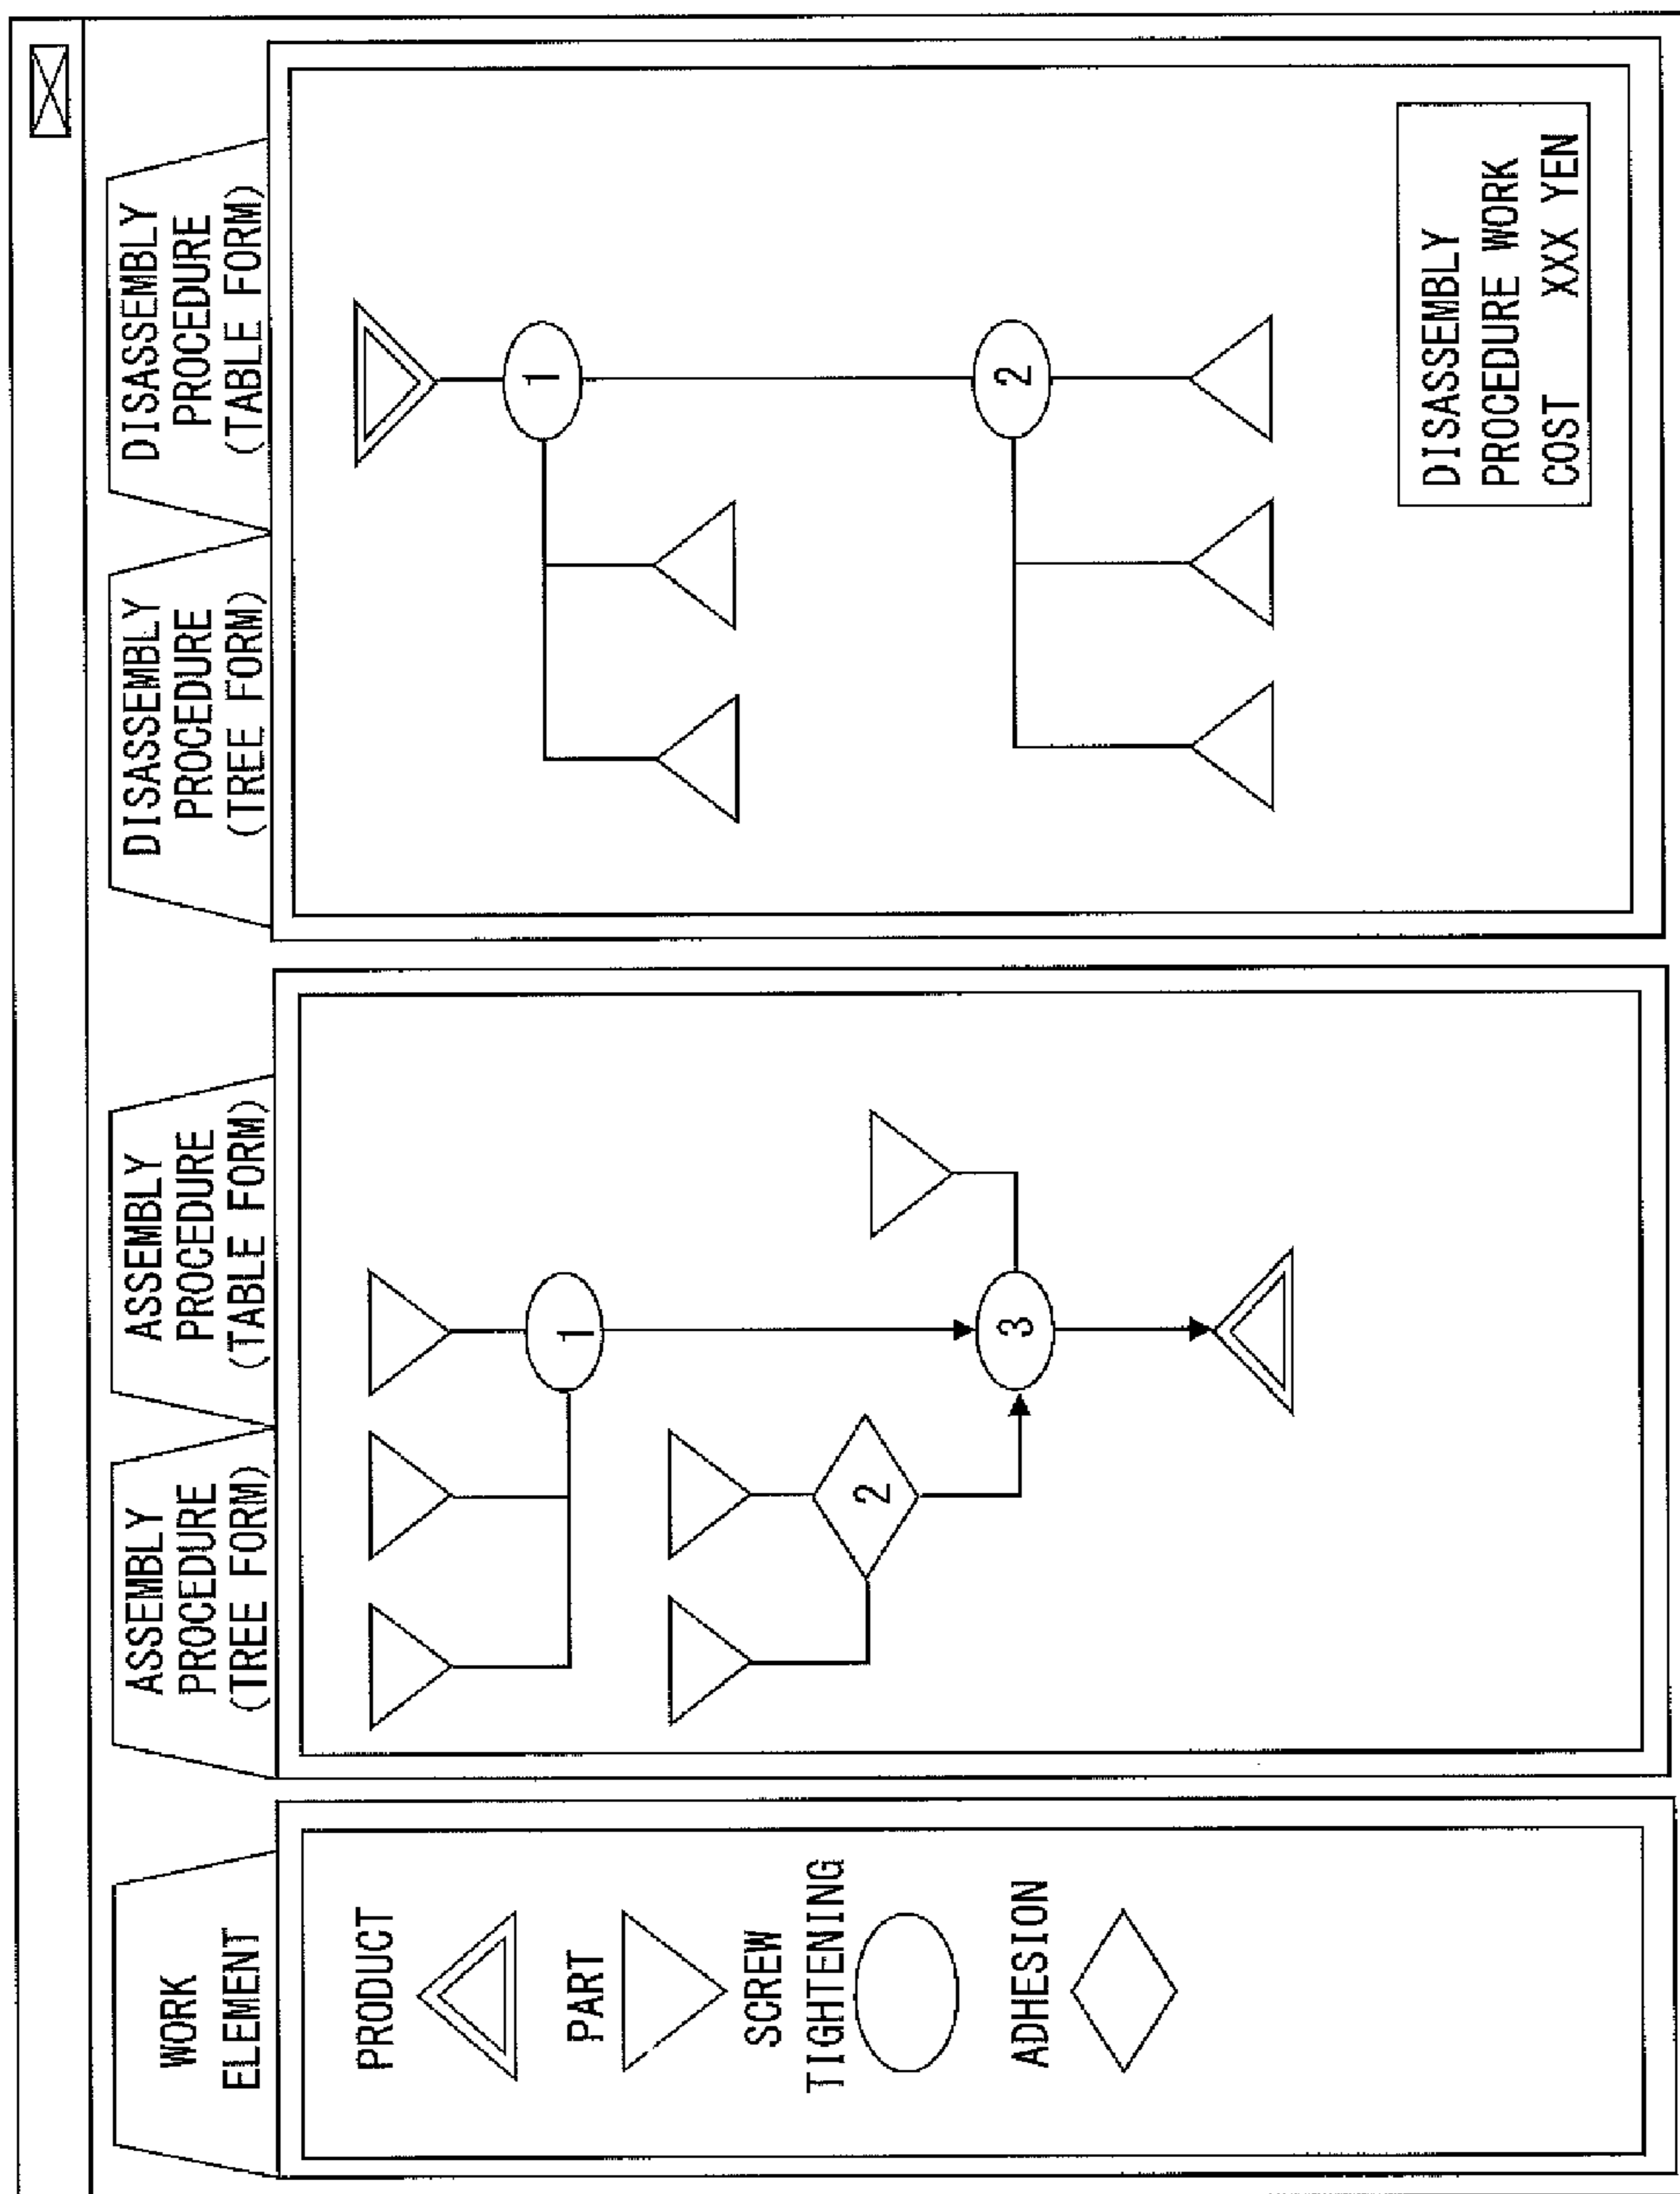 WORK
ELEMENT
PRODUCT
PART
SCREW
TIGHTENING
ADHESION
ASSEMBLY
PROCEDURE
(TREE FORM)
ASSEMBLY
PROCEDURE
(TABLE FORM)
1
2
3
DISASSEMBLY
PROCEDURE
(TREE FORM)
DISASSEMBLY
PROCEDURE
(TABLE FORM)
1
2
DISASSEMBLY
PROCEDURE WORK
COST XXX YEN